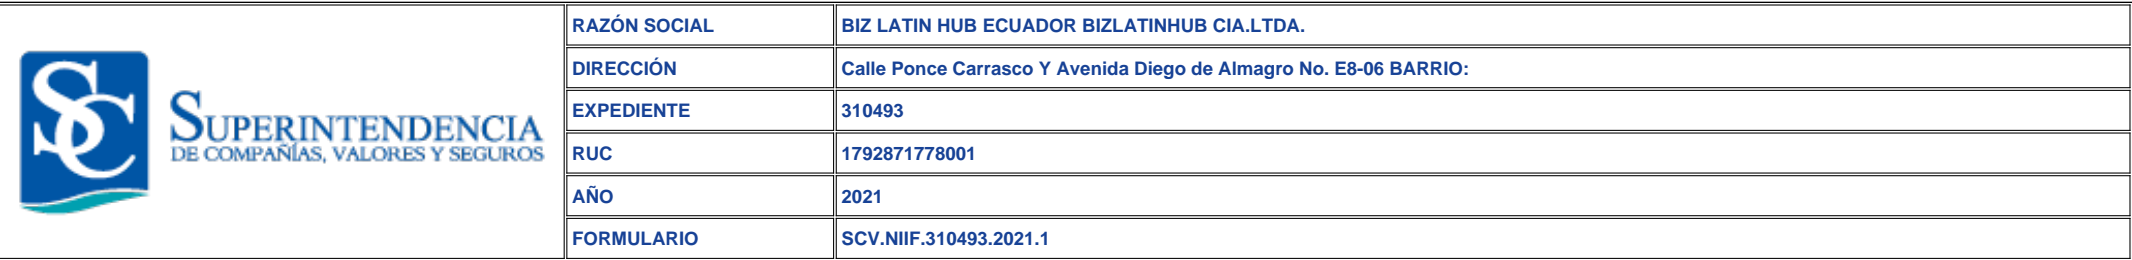 SC
SUPERINTENDENCIA
DE COMPAÑÍAS, VALORES Y SEGUROS
RAZÓN SOCIAL BIZ LATIN HUB ECUADOR BIZLATINHUB CIA.LTDA.
DIRECCIÓN Calle Ponce Carrasco Y Avenida Diego de Almagro No. E8-06 BARRIO:
EXPEDIENTE 310493
RUC 1792871778001
AÑO 2021
FORMULARIO SCV.NIIF.310493.2021.1